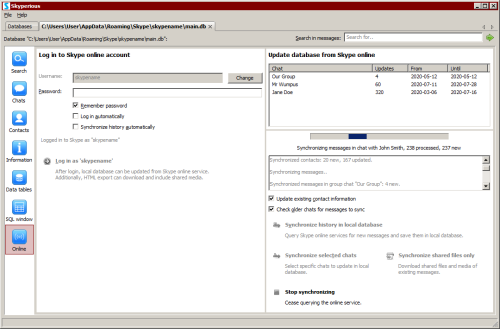 Skyperious
File Help
Databases C:\Users\User\AppData\Roaming\Skype\skypename\main.db
Database "C:\Users\User\AppData\Roaming\Skype\skypename\main.db": Search in messages: Search for..
Search
Chats
Contacts
Information
Data tables
SQL window
Online
Log in to Skype online account
Username: skypename Change
Password:
Remember password
Log in automatically
Synchronize history automatically
Logged in to Skype as "skypename"
Log in as 'skypename'
After login, local database can be updated from Skype online service.
Additionally, HTML export can download and include shared media.
Update database from Skype online
Chat Updates From Until
Our Group 4 2020-05-12 2020-05-12
Mr Wumpus 60 2020-07-11 2020-07-28
Jane Doe 320 2020-03-06 2020-07-16
Synchronizing messages in chat with John Smith, 238 processed, 237 new
Synchronized contacts: 20 new, 167 updated.
Synchronizing messages..
Synchronized messages in group chat "Our Group": 4 new.
Update existing contact information
Check older chats for messages to sync
Synchronize history in local database
Query Skype online services for new messages and save them in local database.
Synchronize selected chats
Select specific chats to update in local
database.
Synchronize shared files only
Download shared files and media of
existing messages.
Stop synchronizing
Cease querying the online service.